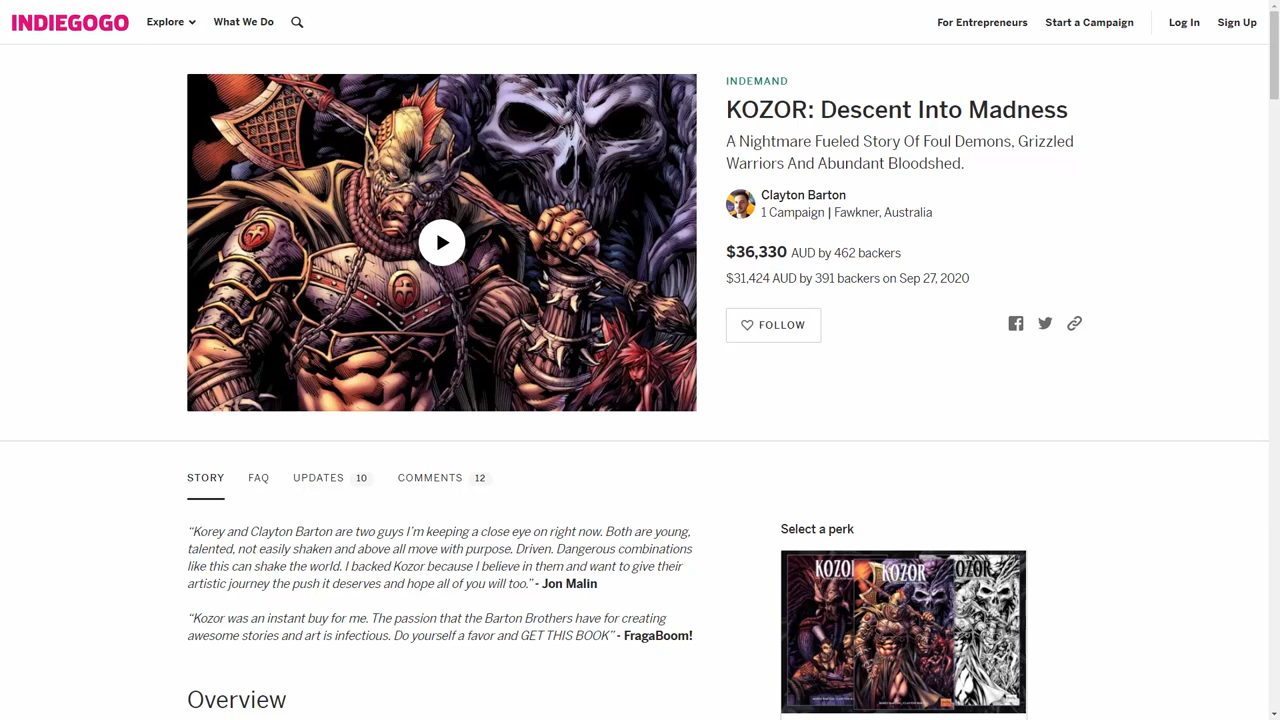 INDIEGOGO
Explore
What We Do
For Entrepreneurs
Start a Campaign
Log In
Sign Up
INDEMAND
KOZOR: Descent Into Madness
A Nightmare Fueled Story Of Foul Demons, Grizzled
Warriors And Abundant Bloodshed.
Clayton Barton
1 Campaign | Fawkner, Australia
$36,330 AUD by 462 backers
$31,424 AUD by 391 backers on Sep 27, 2020
FOLLOW
STORY
FAQ
UPDATES 10
COMMENTS 12
“Korey and Clayton Barton are two guys I’m keeping a close eye on right now. Both are young,
talented, not easily shaken and above all move with purpose. Driven. Dangerous combinations
like this can shake the world. I backed Kozor because I believe in them and want to give their
artistic journey the push it deserves and hope all of you will too.” - Jon Malin
“Kozor was an instant buy for me. The passion that the Barton Brothers have for creating
awesome stories and art is infectious. Do yourself a favor and GET THIS BOOK” - FragaBoom!
Overview
Select a perk
KOZOR